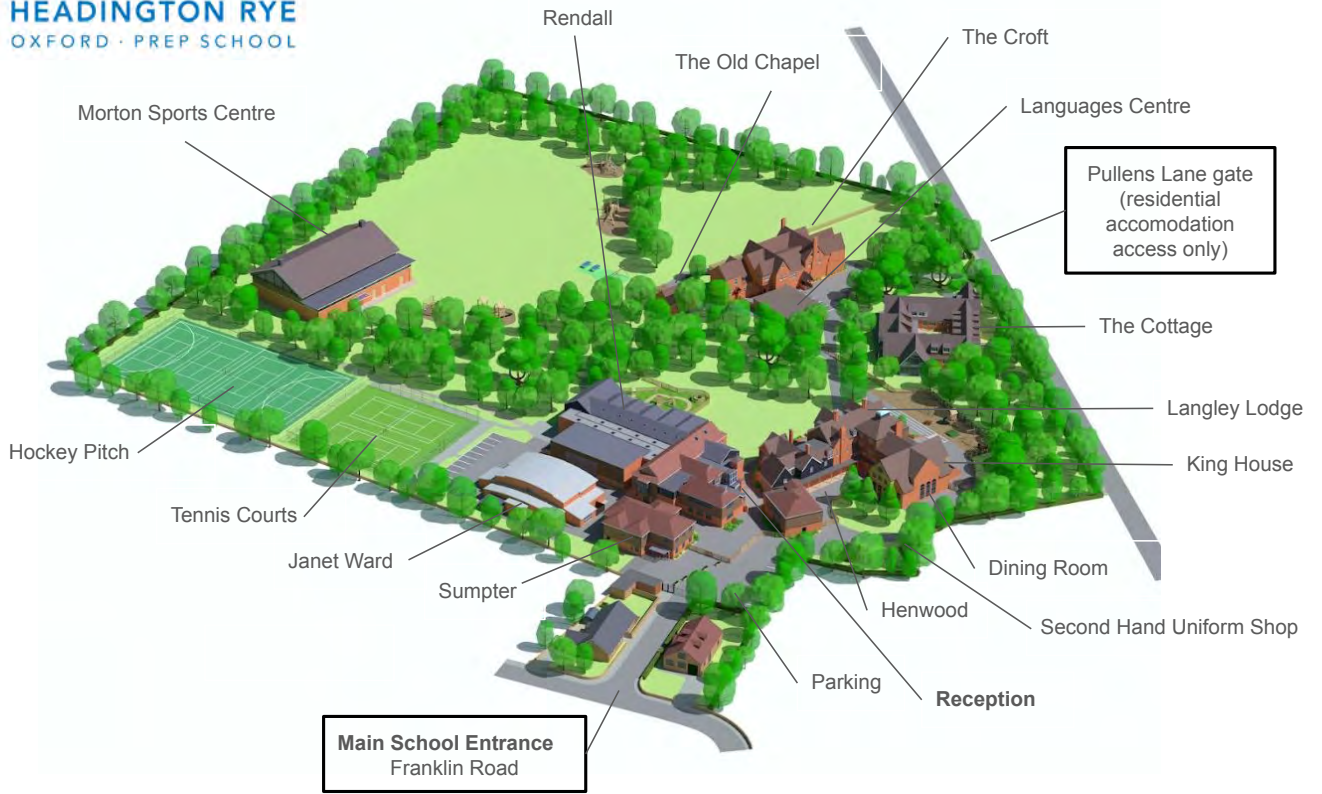 HEADINGTON RYE
OXFORD · PREP SCHOOL
Rendall
The Croft
The Old Chapel
Morton Sports Centre
Languages Centre
Pullens Lane gate
(residential
accomodation
access only)
The Cottage
Langley Lodge
Hockey Pitch
King House
Tennis Courts
Janet Ward
Dining Room
Sumpter
Henwood
Second Hand Uniform Shop
Parking
Reception
Main School Entrance
Franklin Road